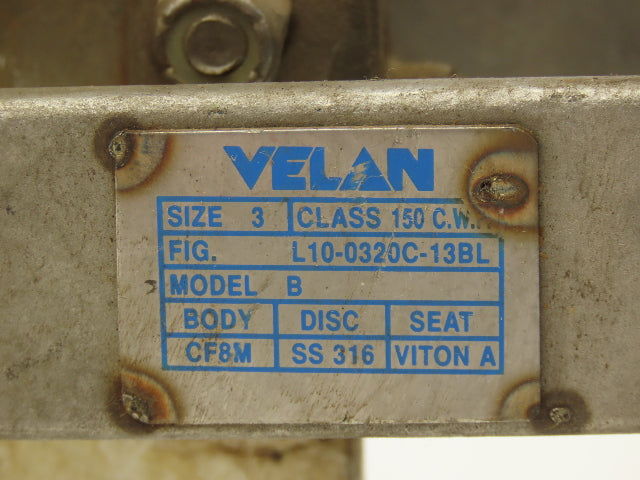 VELAN
SIZE 3 CLASS 150 C.W.
FIG. L10-0320C-13BL
MODEL B
BODY DISC SEAT
CF8M SS 316 VITON A